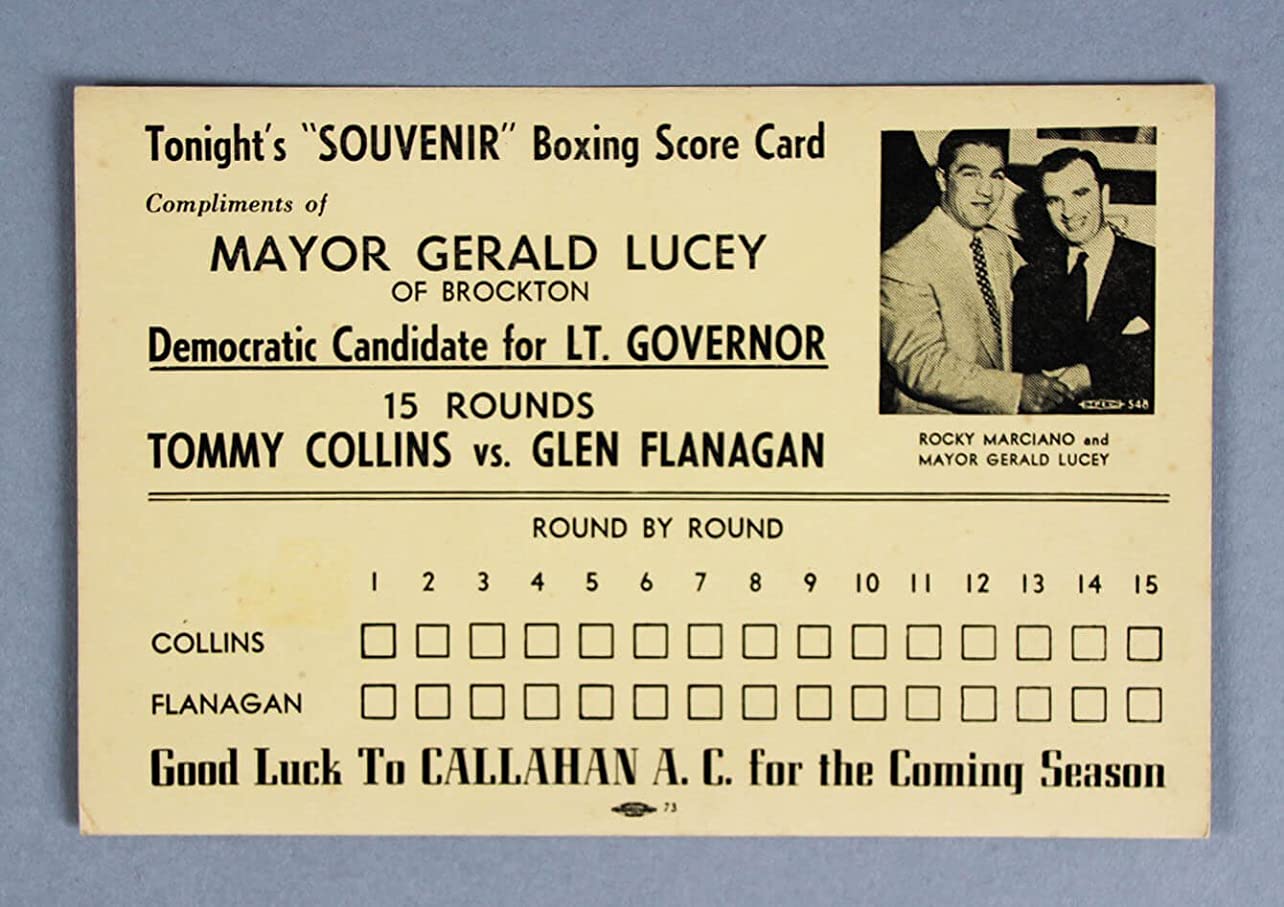 Tonight's "SOUVENIR" Boxing Score Card
Compliments of
MAYOR GERALD LUCEY
OF BROCKTON
Democratic Candidate for LT. GOVERNOR
15 ROUNDS
TOMMY COLLINS vs. GLEN FLANAGAN
548
ROCKY MARCIANO and
MAYOR GERALD LUCEY
ROUND BY ROUND
1 2 3 4 5 6 7 8 9 10 11 12 13 14 15
COLLINS
FLANAGAN
Good Luck To CALLAHAN A. C. for the Coming Season
73